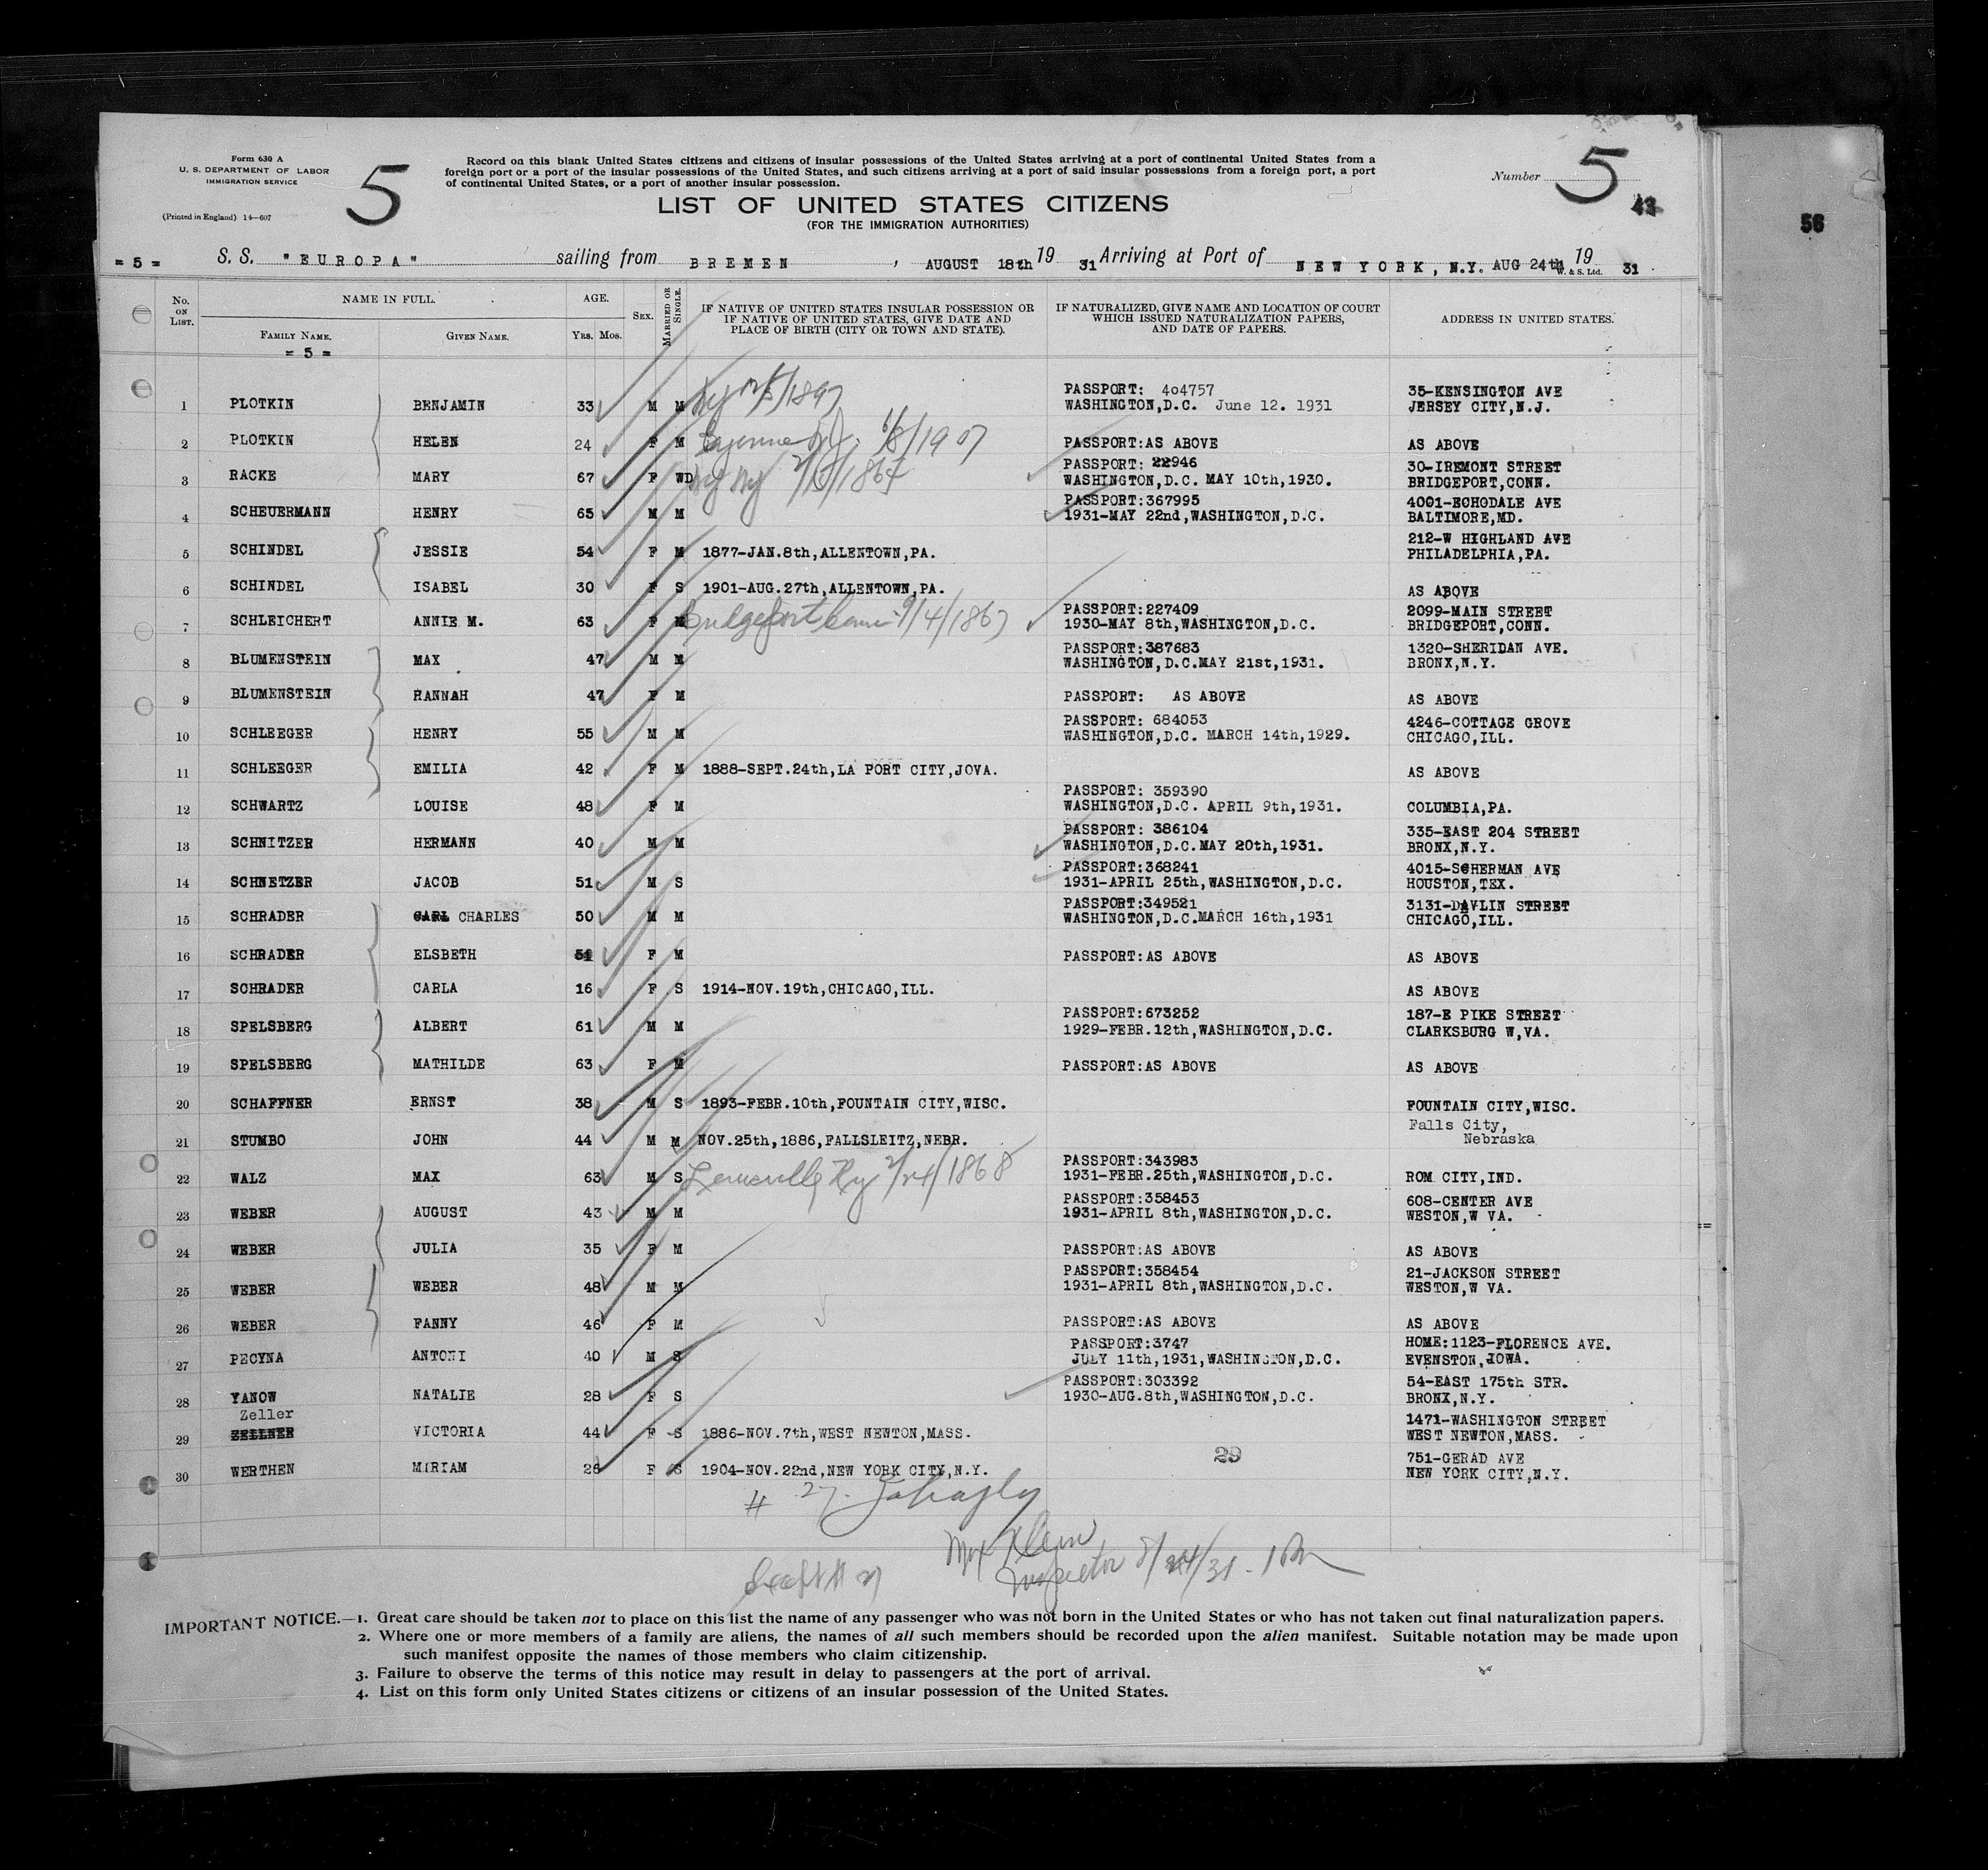 Form 630 A
U. S. DEPARTMENT OF LABOR
IMMIGRATION SERVICE
(Printed in England) 14—607
5
Record on this blank United States citizens and citizens of insular possessions of the United States arriving at a port of continental United States from a
foreign port or a port of the insular possessions of the United States, and such citizens arriving at a port of said insular possessions from a foreign port, a port
of continental United States, or a port of another insular possession.
LIST OF UNITED STATES CITIZENS
(FOR THE IMMIGRATION AUTHORITIES)
Number 5
43
56
= 5 = S. S. "EUROPA" sailing from BREMEN, AUGUST 18th 19 31 Arriving at Port of NEW YORK, N.Y. AUG 24th 19 31
W. & S. Ltd.
No. ON LIST. NAME IN FULL. AGE. SEX. MARRIED OR SINGLE. IF NATIVE OF UNITED STATES INSULAR POSSESSION OR IF NATIVE OF UNITED STATES, GIVE DATE AND PLACE OF BIRTH (CITY OR TOWN AND STATE). IF NATURALIZED, GIVE NAME AND LOCATION OF COURT WHICH ISSUED NATURALIZATION PAPERS, AND DATE OF PAPERS. ADDRESS IN UNITED STATES.
FAMILY NAME. GIVEN NAME. YRS. MOS.
= 5 =
PASSPORT: 404757 35-KENSINGTON AVE
1 PLOTKIN BENJAMIN 33 M M WASHINGTON,D.C. June 12. 1931 JERSEY CITY,N.J.
2 PLOTKIN HELEN 24 F M Bayonne NJ. 6/8/1907 PASSPORT:AS ABOVE AS ABOVE
PASSPORT: 22946 30-IREMONT STREET
3 RACKE MARY 67 F WD NY NY WASHINGTON,D.C. MAY 10th,1930. BRIDGEPORT,CONN.
PASSPORT:367995 4001-ECHODALE AVE
4 SCHEUERMANN HENRY 65 M M 1931-MAY 22nd,WASHINGTON,D.C. BALTIMORE,MD.
212-W HIGHLAND AVE
5 SCHINDEL JESSIE 54 F M 1877-JAN.8th,ALLENTOWN,PA. PHILADELPHIA,PA.
6 SCHINDEL ISABEL 30 F S 1901-AUG.27th,ALLENTOWN,PA. AS ABOVE
PASSPORT:227409 2099-MAIN STREET
7 SCHLEICHERT ANNIE M. 63 F M Bridgeport Conn 9/4/1867 1930-MAY 8th,WASHINGTON,D.C. BRIDGEPORT,CONN.
PASSPORT:387683 1320-SHERIDAN AVE.
8 BLUMENSTEIN MAX 47 M M WASHINGTON,D.C.MAY 21st,1931. BRONX,N.Y.
9 BLUMENSTEIN HANNAH 47 F M PASSPORT: AS ABOVE AS ABOVE
PASSPORT: 684053 4246-COTTAGE GROVE
10 SCHLEEGER HENRY 55 M M WASHINGTON,D.C. MARCH 14th,1929. CHICAGO,ILL.
11 SCHLEEGER EMILIA 42 F M 1888-SEPT.24th,LA PORT CITY,JOVA. AS ABOVE
PASSPORT: 359390
12 SCHWARTZ LOUISE 48 F M WASHINGTON,D.C. APRIL 9th,1931. COLUMBIA,PA.
PASSPORT: 386104 335-EAST 204 STREET
13 SCHNITZER HERMANN 40 M M WASHINGTON,D.C.MAY 20th,1931. BRONX,N.Y.
PASSPORT:368241 4015-SCHERMAN AVE
14 SCHNETZER JACOB 51 M S 1931-APRIL 25th,WASHINGTON,D.C. HOUSTON,TEX.
PASSPORT:349521 3131-DAVLIN STREET
15 SCHRADER CARL CHARLES 50 M M WASHINGTON,D.C.MARCH 16th,1931 CHICAGO,ILL.
16 SCHRADER ELSBETH 51 F M PASSPORT:AS ABOVE AS ABOVE
17 SCHRADER CARLA 16 F S 1914-NOV.19th,CHICAGO,ILL. AS ABOVE
PASSPORT:673252 187-E PIKE STREET
18 SPELSBERG ALBERT 61 M M 1929-FEBR.12th,WASHINGTON,D.C. CLARKSBURG W,VA.
19 SPELSBERG MATHILDE 63 F M PASSPORT:AS ABOVE AS ABOVE
20 SCHAFFNER ERNST 38 M S 1893-FEBR.10th,FOUNTAIN CITY,WISC. FOUNTAIN CITY,WISC.
Falls City,
21 STUMBO JOHN 44 M M NOV.25th,1886,FALLSLEITZ,NEBR. Nebraska
PASSPORT:343983
22 WALZ MAX 63 M S Louisville Ky 2/24/1868 1931-FEBR.25th,WASHINGTON,D.C. ROM CITY,IND.
PASSPORT:358453 608-CENTER AVE
23 WEBER AUGUST 43 M M 1931-APRIL 8th,WASHINGTON,D.C. WESTON,W VA.
24 WEBER JULIA 35 F M PASSPORT:AS ABOVE AS ABOVE
PASSPORT:358454 21-JACKSON STREET
25 WEBER WEBER 48 M M 1931-APRIL 8th,WASHINGTON,D.C. WESTON,W VA.
26 WEBER FANNY 46 F M PASSPORT:AS ABOVE AS ABOVE
PASSPORT:3747 HOME:1123-FLORENCE AVE.
27 PECYNA ANTONI 40 M S JULY 11th,1931,WASHINGTON,D.C. EVENSTON,JOWA.
PASSPORT:303392 54-EAST 175th STR.
28 YANOW NATALIE 28 F S 1930-AUG.8th,WASHINGTON,D.C. BRONX,N.Y.
Zeller 1471-WASHINGTON STREET
29 ZELLNER VICTORIA 44 F S 1886-NOV.7th,WEST NEWTON,MASS. WEST NEWTON,MASS.
29 751-GERAD AVE
30 WERTHEN MIRIAM 26 F S 1904-NOV.22nd,NEW YORK CITY,N.Y. NEW YORK CITY,N.Y.
# 27.
Max Klein
Except # 27 Inspector 8/24/31
IMPORTANT NOTICE.—1. Great care should be taken not to place on this list the name of any passenger who was not born in the United States or who has not taken out final naturalization papers.
2. Where one or more members of a family are aliens, the names of all such members should be recorded upon the alien manifest. Suitable notation may be made upon
such manifest opposite the names of those members who claim citizenship.
3. Failure to observe the terms of this notice may result in delay to passengers at the port of arrival.
4. List on this form only United States citizens or citizens of an insular possession of the United States.